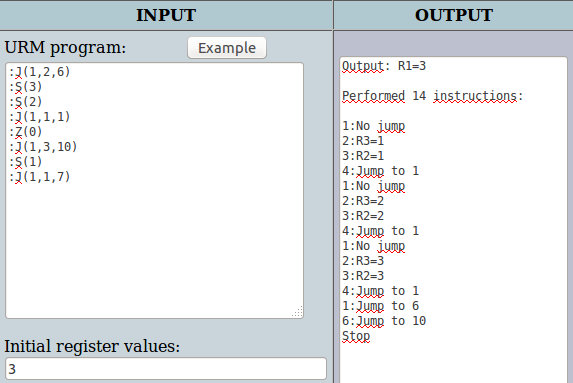 INPUT
URM program:
Example
:J(1,2,6)
:S(3)
:S(2)
:J(1,1,1)
:Z(0)
:J(1,3,10)
:S(1)
:J(1,1,7)
Initial register values:
3
OUTPUT
Output: R1=3
Performed 14 instructions:
1:No jump
2:R3=1
3:R2=1
4:Jump to 1
1:No jump
2:R3=2
3:R2=2
4:Jump to 1
1:No jump
2:R3=3
3:R2=3
4:Jump to 1
1:Jump to 6
6:Jump to 10
Stop